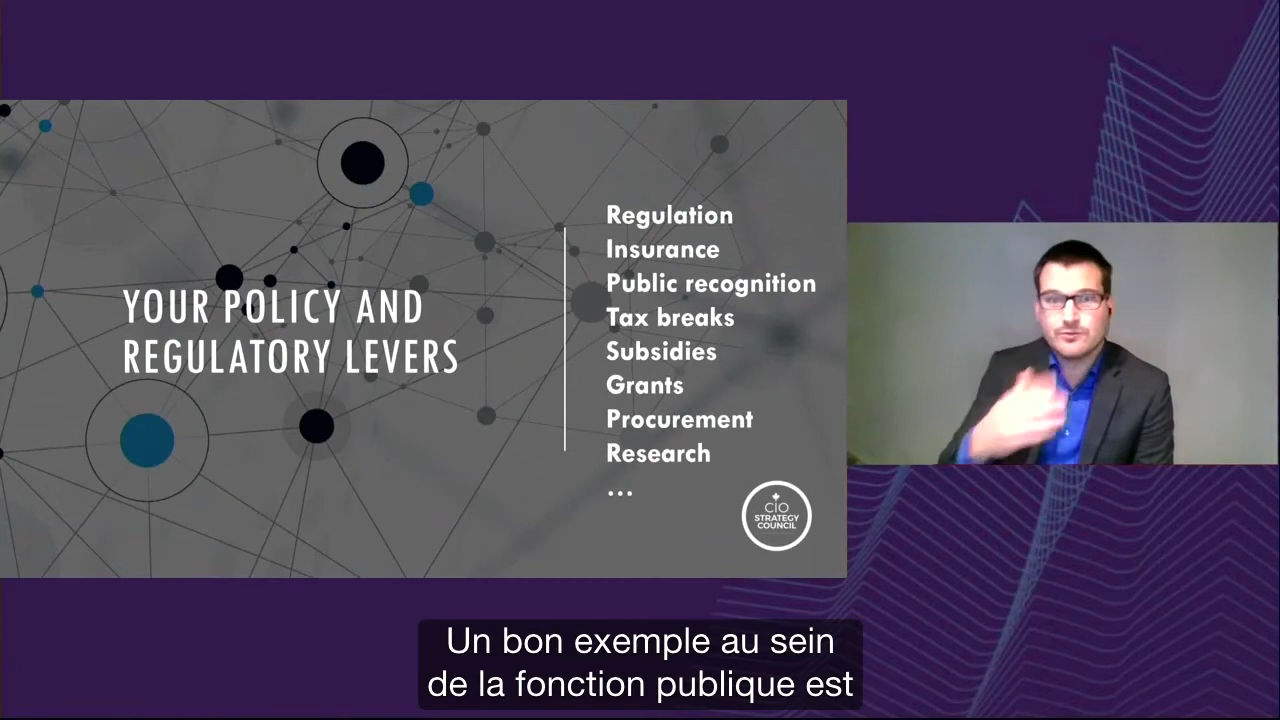 YOUR POLICY AND
REGULATORY LEVERS
Regulation
Insurance
Public recognition
Tax breaks
Subsidies
Grants
Procurement
Research
...
CIO
STRATEGY
COUNCIL
Un bon exemple au sein
de la fonction publique est